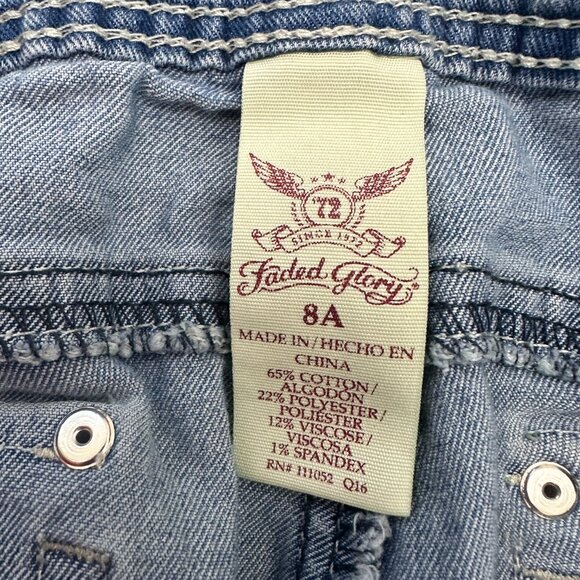 '72
SINCE 1972
Faded Glory
8A
MADE IN/HECHO EN
CHINA
65% COTTON/
ALGODÓN
22% POLYESTER/
POLIÉSTER
12% VISCOSE/
VISCOSA
1% SPANDEX
RN# 111052 Q16